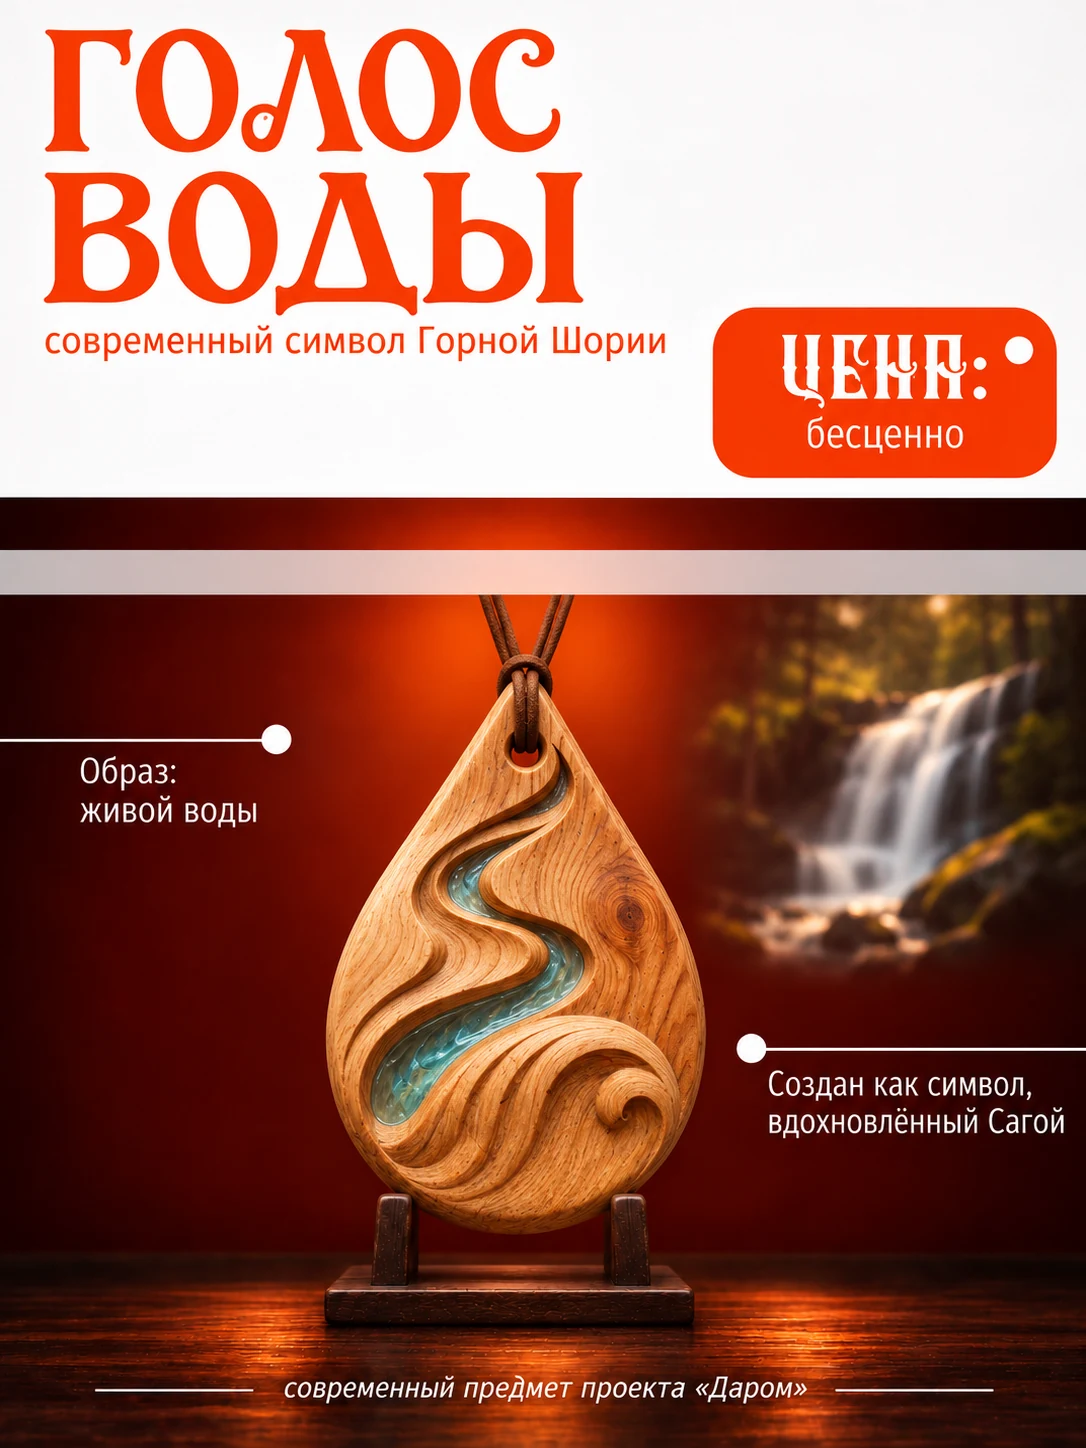 ГОЛОС
ВОДЫ
современный символ Горной Шории
ЦЕНА:
бесценно
Образ:
живой воды
Создан как символ,
вдохновлённый Сагой
современный предмет проекта «Даром»